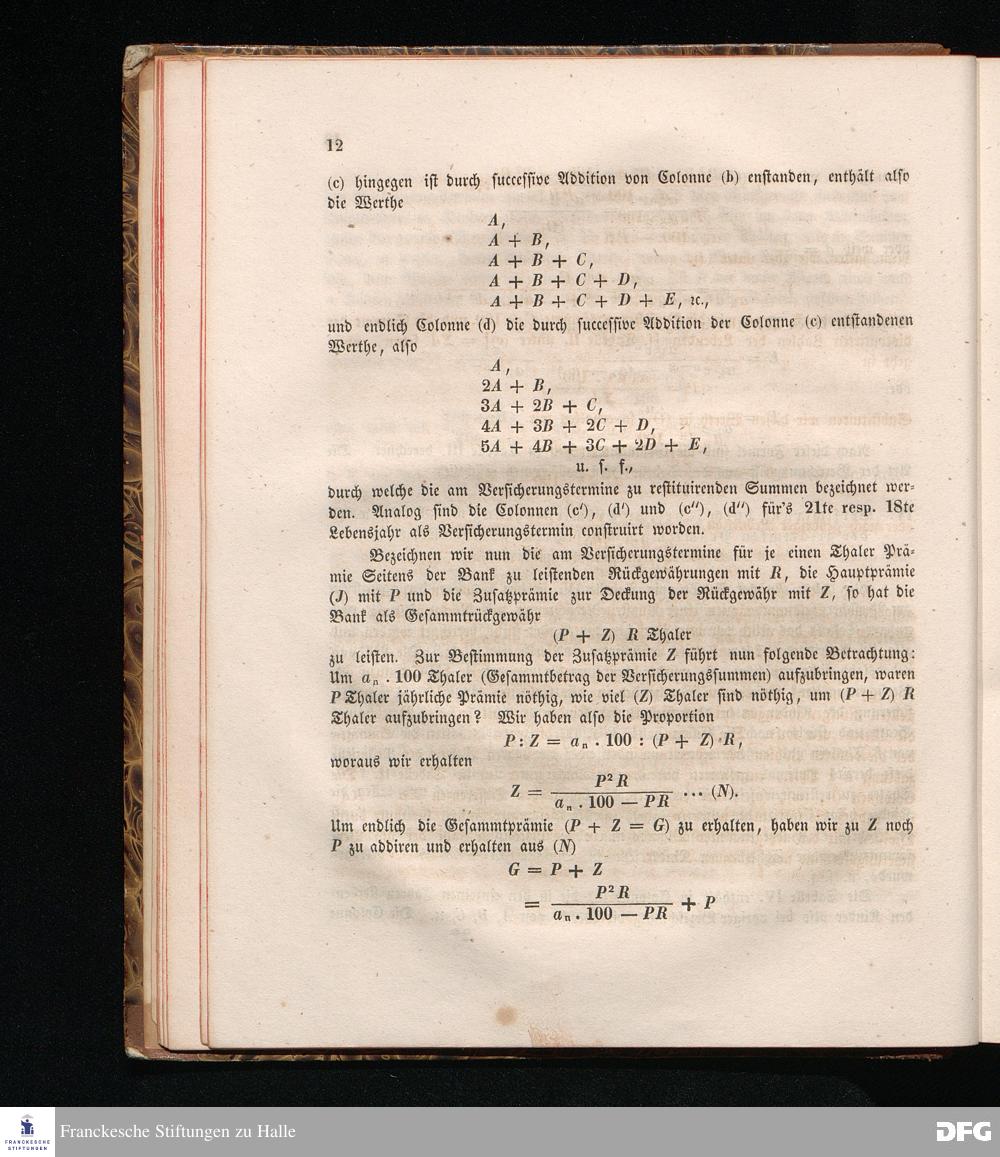 12
(c) hingegen ist durch successive Addition von Colonne (b) enstanden, enthält also
die Werthe
A,
A + B,
A + B + C,
A + B + C + D,
A + B + C + D + E, ꝛc.,
und endlich Colonne (d) die durch successive Addition der Colonne (c) entstandenen
Werthe, also
A,
2A + B,
3A + 2B + C,
4A + 3B + 2C + D,
5A + 4B + 3C + 2D + E,
u. s. f.,
durch welche die am Versicherungstermine zu restituirenden Summen bezeichnet wer-
den. Analog sind die Colonnen (c′), (d′) und (c″), (d″) für's 21te resp. 18te
Lebensjahr als Versicherungstermin construirt worden.
Bezeichnen wir nun die am Versicherungstermine für je einen Thaler Prä-
mie Seitens der Bank zu leistenden Rückgewährungen mit R, die Hauptprämie
(J) mit P und die Zusatzprämie zur Deckung der Rückgewähr mit Z, so hat die
Bank als Gesammtrückgewähr
(P + Z) R Thaler
zu leisten. Zur Bestimmung der Zusatzprämie Z führt nun folgende Betrachtung:
Um aₙ . 100 Thaler (Gesammtbetrag der Versicherungssummen) aufzubringen, waren
P Thaler jährliche Prämie nöthig, wie viel (Z) Thaler sind nöthig, um (P + Z) R
Thaler aufzubringen? Wir haben also die Proportion
P : Z = aₙ . 100 : (P + Z) R,
woraus wir erhalten
P² R
Z = ⎯⎯⎯⎯ ... (N).
aₙ . 100 — PR
Um endlich die Gesammtprämie (P + Z = G) zu erhalten, haben wir zu Z noch
P zu addiren und erhalten aus (N)
G = P + Z
P² R
= ⎯⎯⎯⎯ + P
aₙ . 100 — PR
FRANCKESCHE
STIFTUNGEN
Franckesche Stiftungen zu Halle
DFG